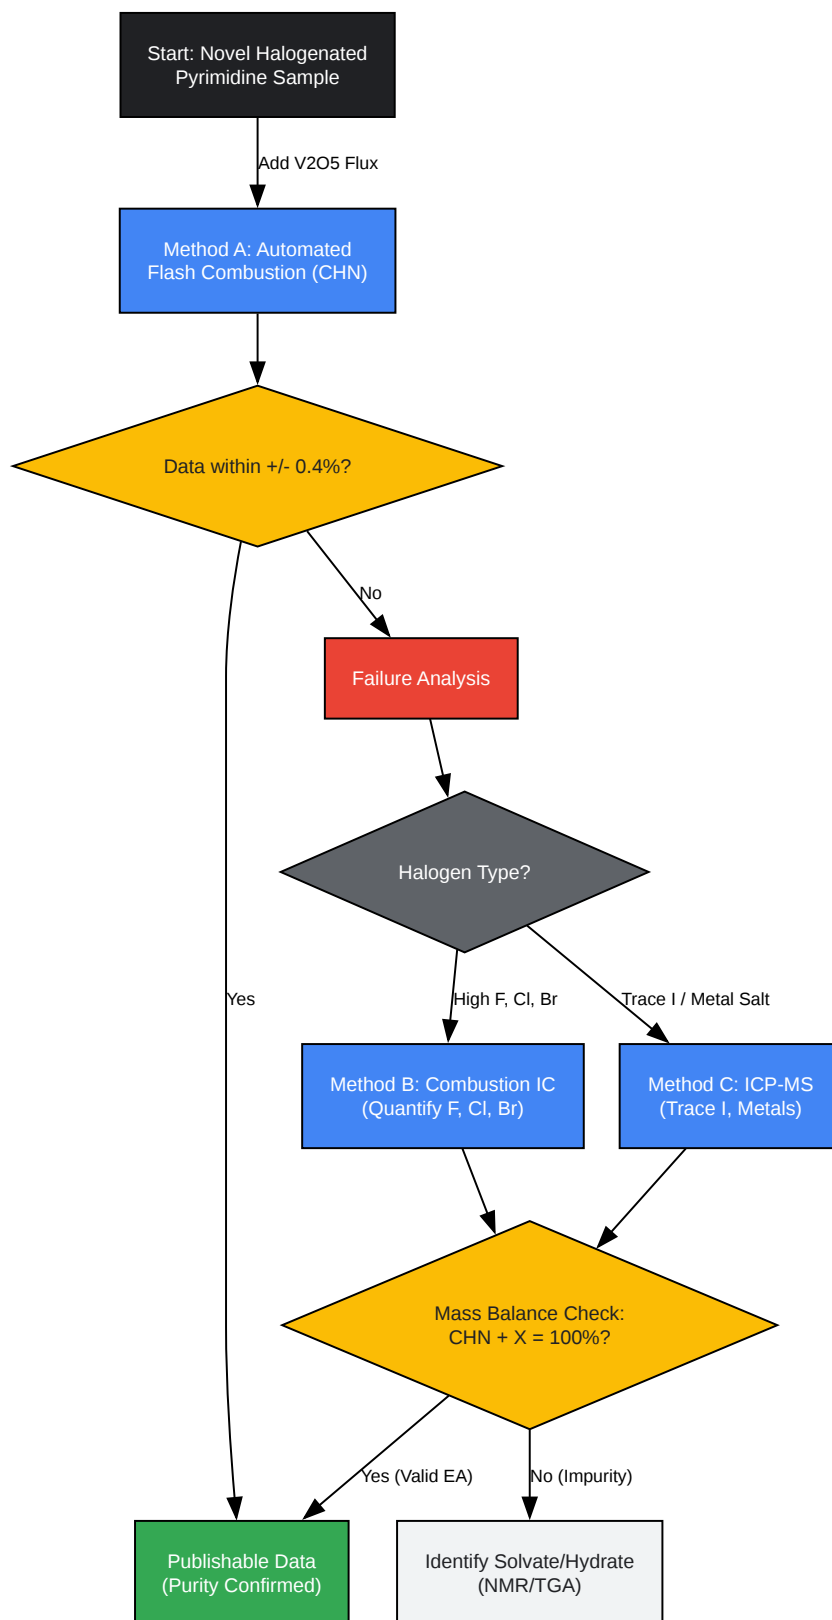 Start: Novel Halogenated
Pyrimidine Sample
Add V2O5 Flux
Method A: Automated
Flash Combustion (CHN)
Data within +/- 0.4%?
No
Failure Analysis
Halogen Type?
Yes
High F, Cl, Br
Trace I / Metal Salt
Method B: Combustion IC
(Quantify F, Cl, Br)
Method C: ICP-MS
(Trace I, Metals)
Mass Balance Check:
CHN + X = 100%?
Yes (Valid EA)
No (Impurity)
Publishable Data
(Purity Confirmed)
Identify Solvate/Hydrate
(NMR/TGA)